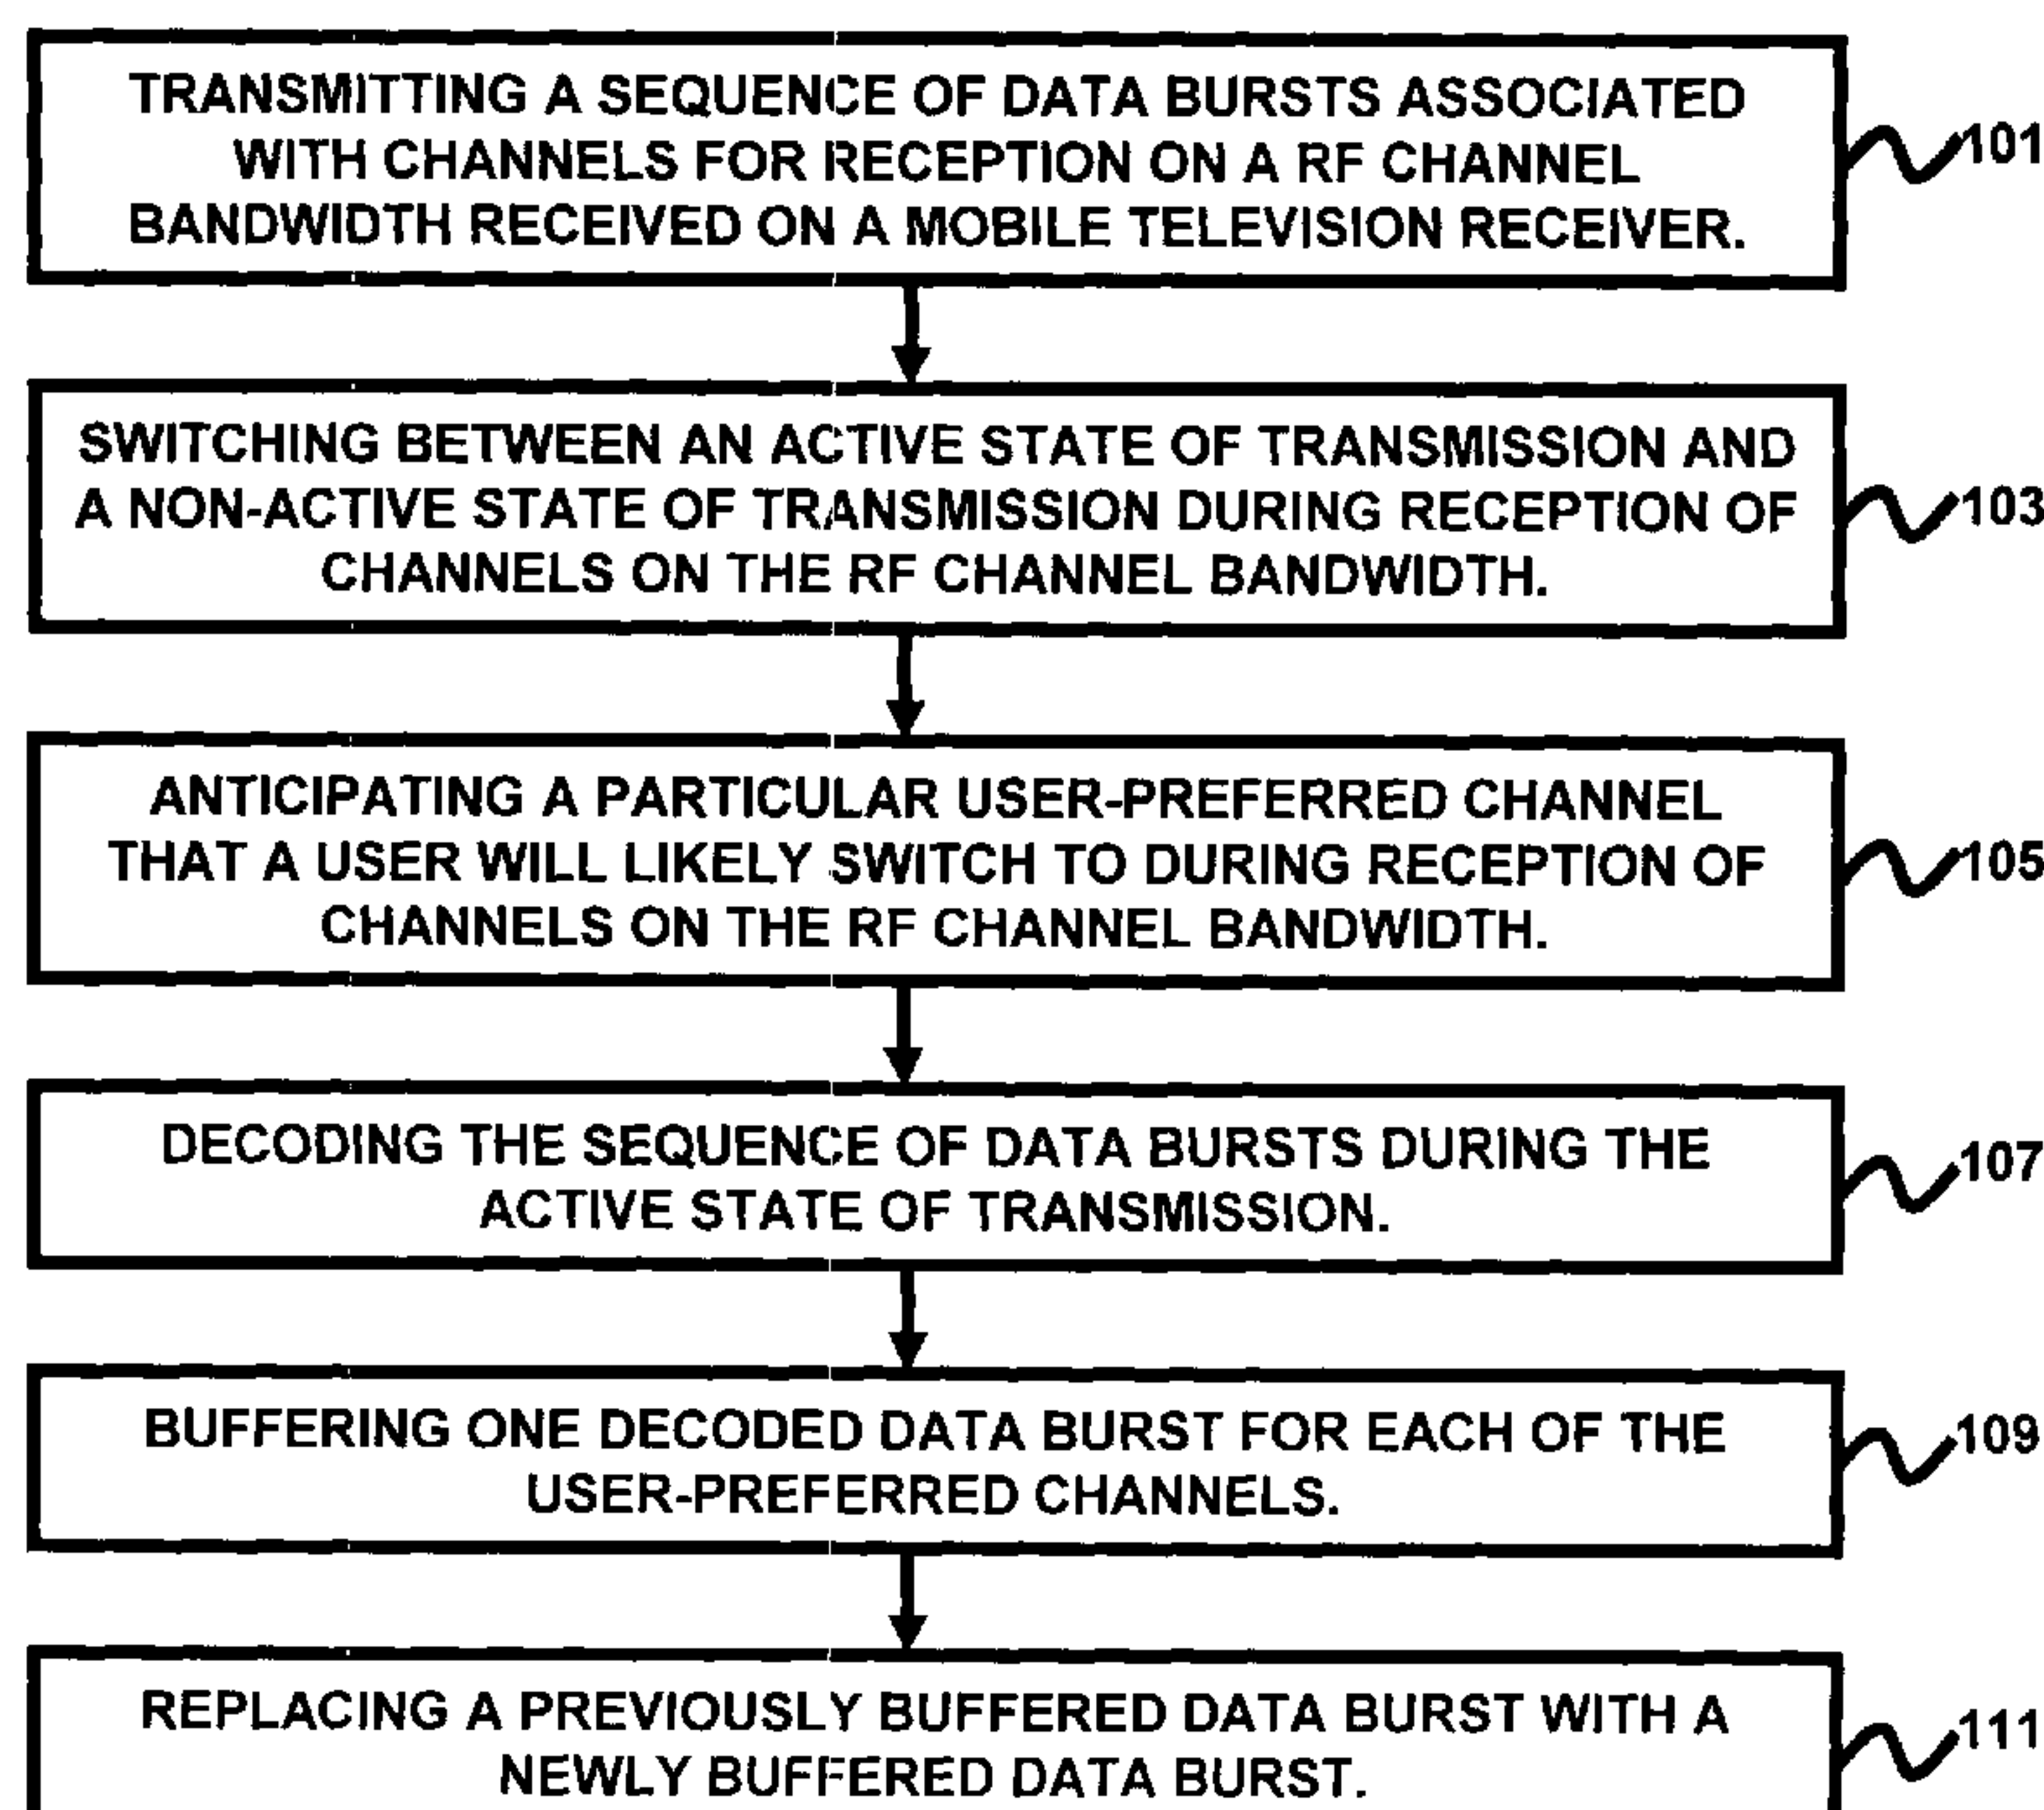 TRANSMITTING A SEQUENCE OF DATA BURSTS ASSOCIATED
WITH CHANNELS FOR RECEPTION ON A RF CHANNEL
BANDWIDTH RECEIVED ON A MOBILE TELEVISION RECEIVER.
101
SWITCHING BETWEEN AN ACTIVE STATE OF TRANSMISSION AND
A NON-ACTIVE STATE OF TRANSMISSION DURING RECEPTION OF
CHANNELS ON THE RF CHANNEL BANDWIDTH.
103
ANTICIPATING A PARTICULAR USER-PREFERRED CHANNEL
THAT A USER WILL LIKELY SWITCH TO DURING RECEPTION OF
CHANNELS ON THE RF CHANNEL BANDWIDTH.
105
DECODING THE SEQUENCE OF DATA BURSTS DURING THE
ACTIVE STATE OF TRANSMISSION.
107
BUFFERING ONE DECODED DATA BURST FOR EACH OF THE
USER-PREFERRED CHANNELS.
109
REPLACING A PREVIOUSLY BUFFERED DATA BURST WITH A
NEWLY BUFFERED DATA BURST.
111